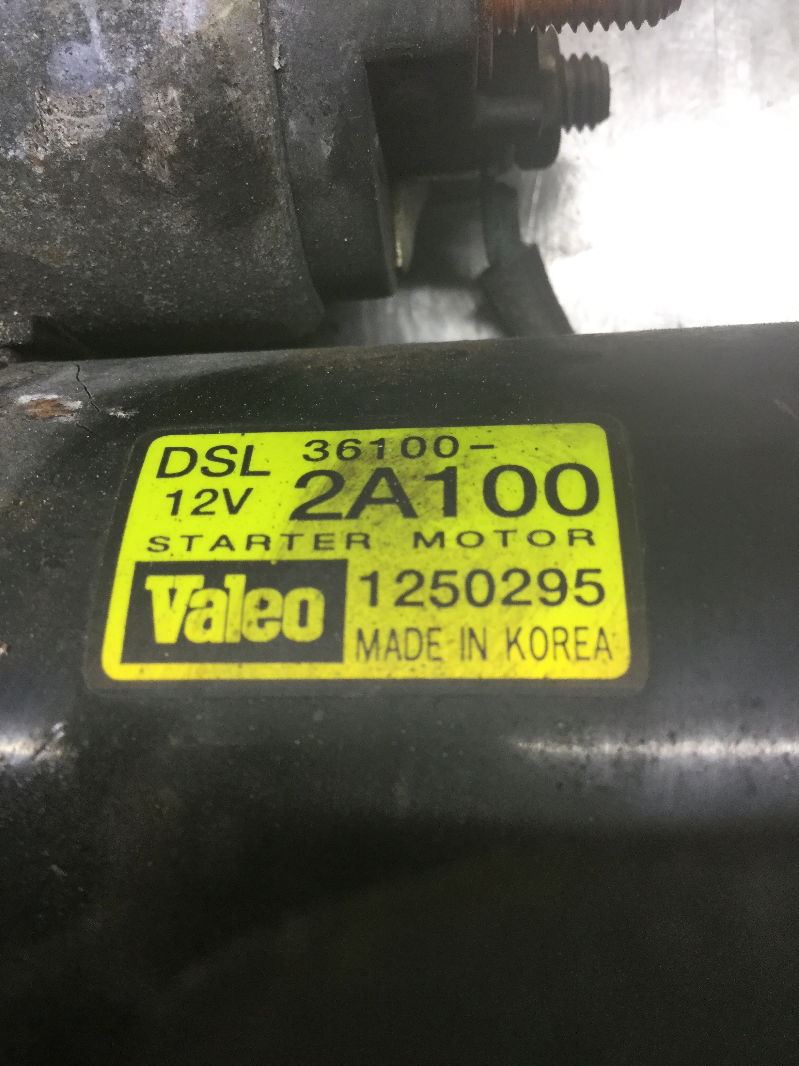 DSL 36100-
12V 2A100
STARTER MOTOR
Valeo 1250295
MADE IN KOREA